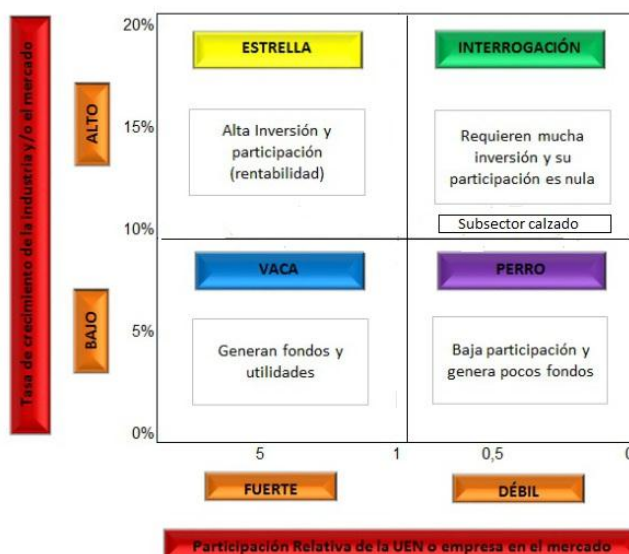 Tasa de crecimiento de la industria y/o el mercado
ALTO
BAJO
20%
15%
10%
5%
0%
ESTRELLA
Alta Inversión y
participación
(rentabilidad)
INTERROGACIÓN
Requieren mucha
inversión y su
participación es nula
Subsector calzado
VACA
Generan fondos y
utilidades
PERRO
Baja participación y
genera pocos fondos
5
1
0,5
0
FUERTE
DÉBIL
Participación Relativa de la UEN o empresa en el mercado